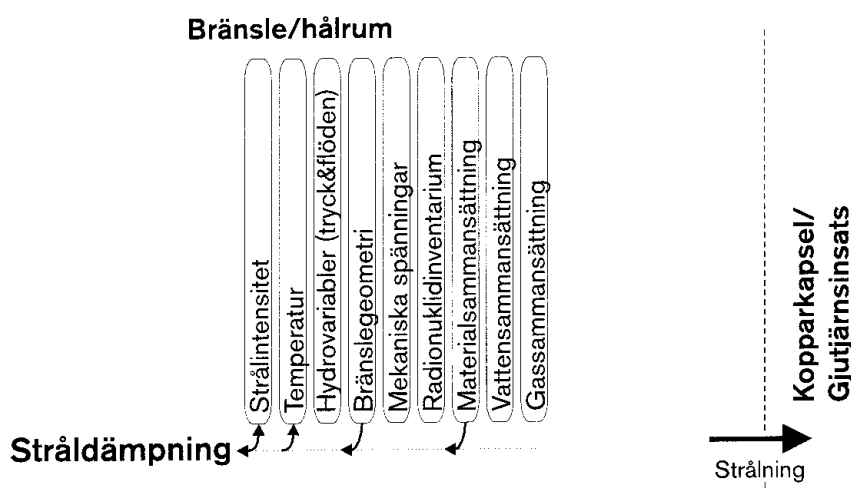 Bränsle/hålrum
Strålintensitet
Temperatur
Hydrovariabler (tryck&flöden)
Bränslegeometri
Mekaniska spänningar
Radionuklidinventarium
Materialsammansättning
Vattensammansättning
Gassammansättning
Kopparkapsel/
Gjutjärnsinsats
Stråldämpning
Strålning